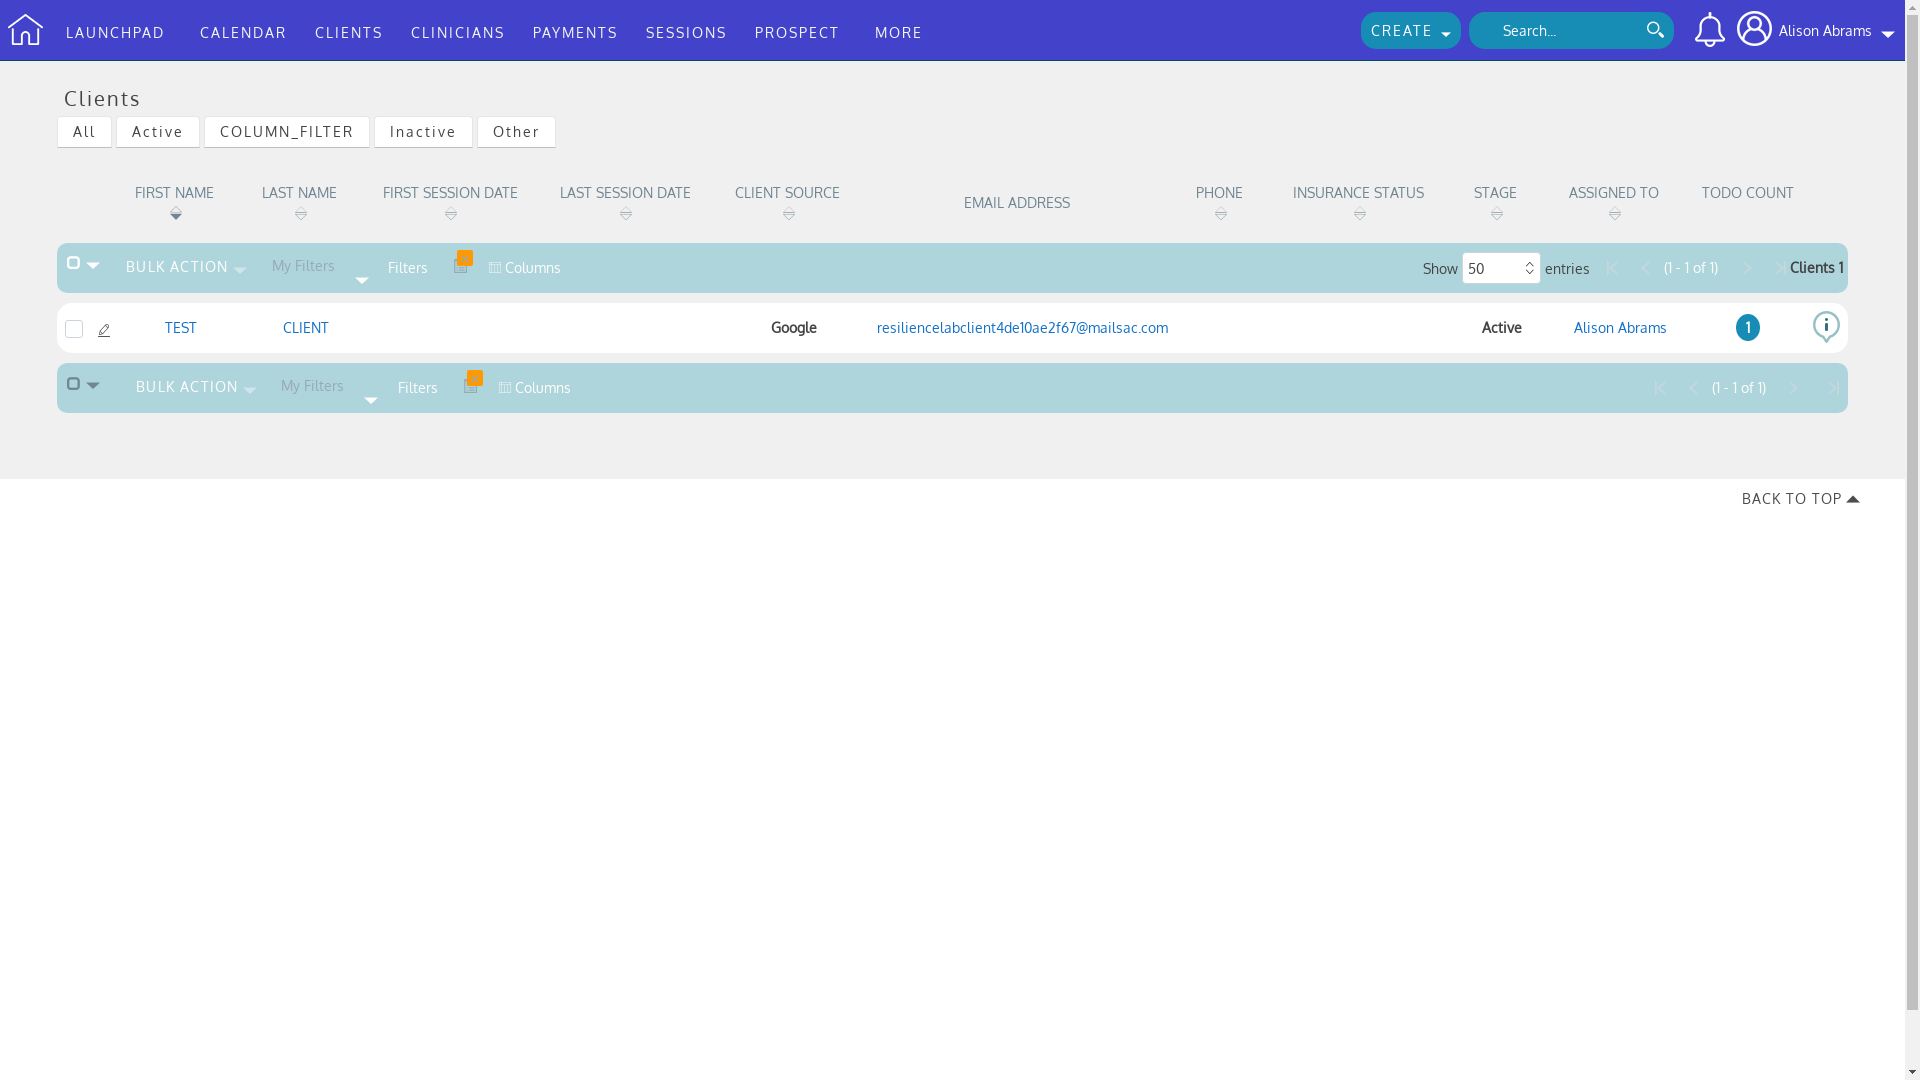 LAUNCHPAD CALENDAR CLIENTS CLINICIANS PAYMENTS SESSIONS PROSPECT MORE CREATE Search... Alison Abrams
Clients
All Active COLUMN_FILTER Inactive Other
FIRST NAME LAST NAME FIRST SESSION DATE LAST SESSION DATE CLIENT SOURCE EMAIL ADDRESS PHONE INSURANCE STATUS STAGE ASSIGNED TO TODO COUNT
BULK ACTION My Filters Filters Columns Show 50 entries (1 - 1 of 1) Clients 1
TEST CLIENT Google resiliencelabclient4de10ae2f67@mailsac.com Active Alison Abrams 1
BULK ACTION My Filters Filters Columns (1 - 1 of 1)
BACK TO TOP